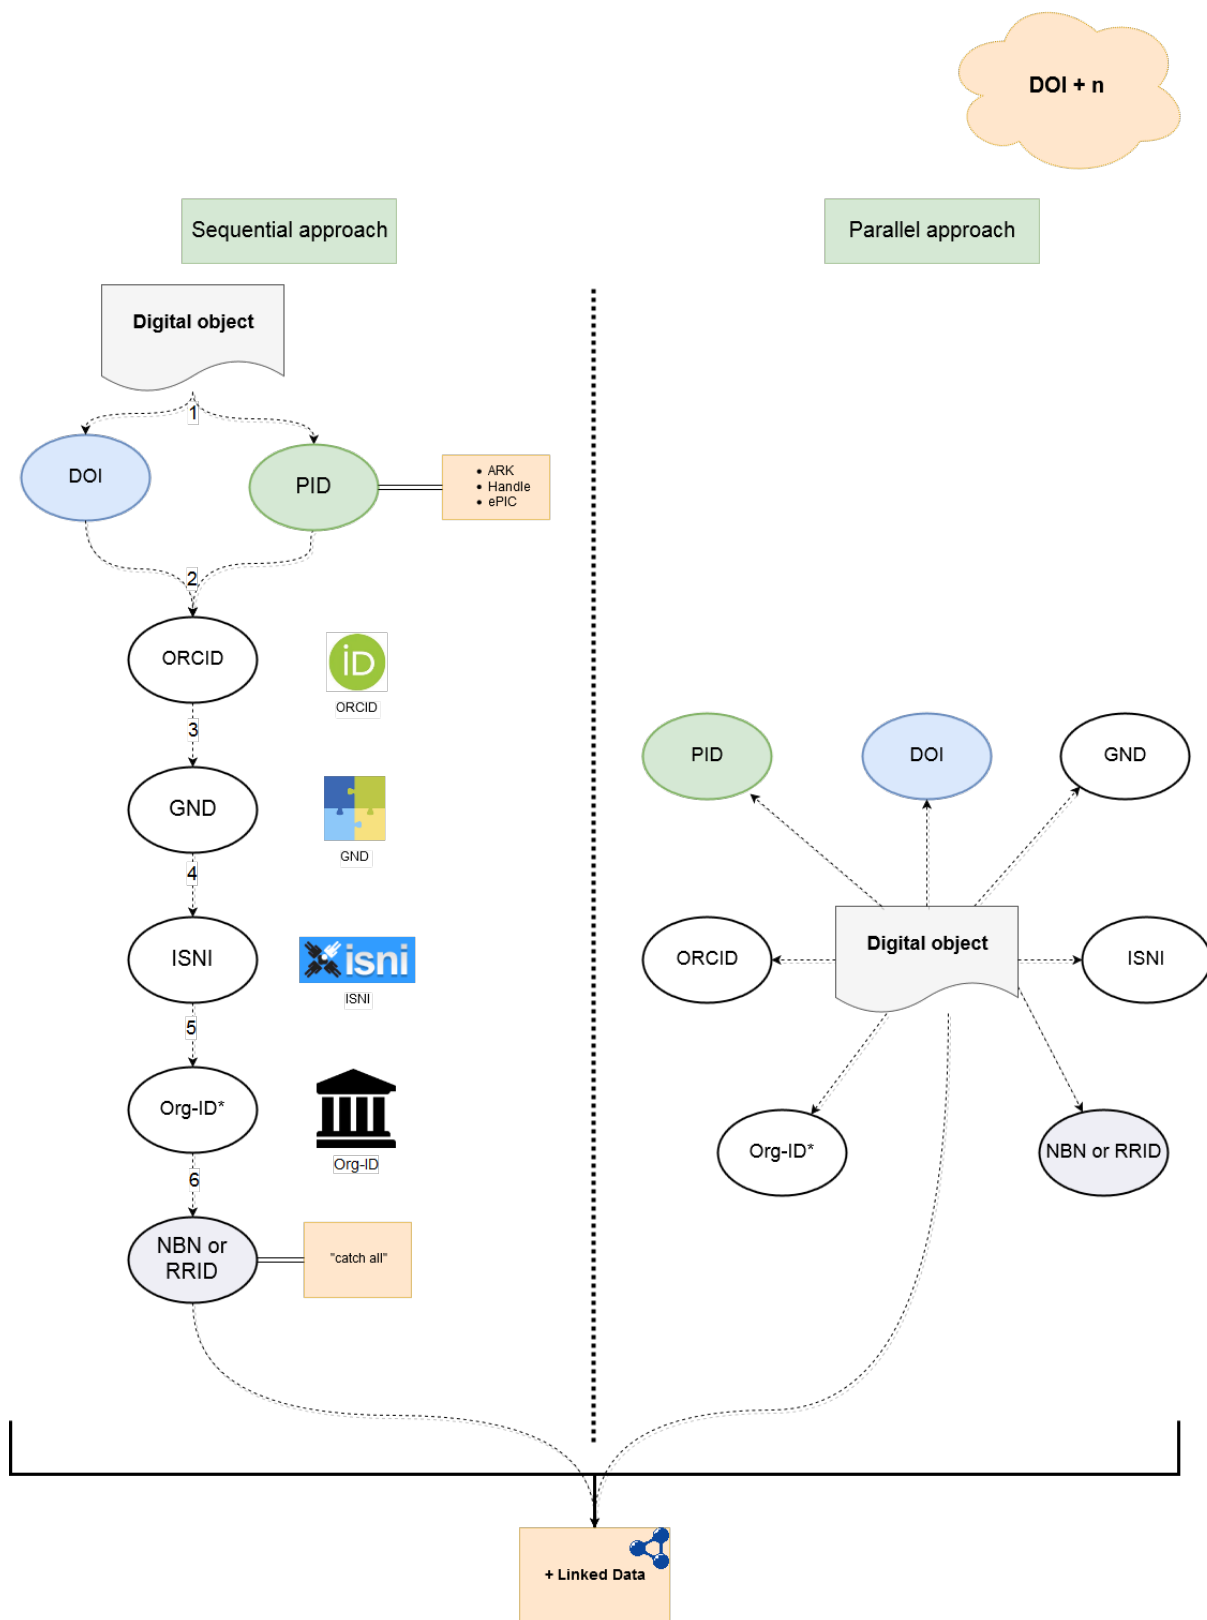 DOI + n
Sequential approach
Parallel approach
Digital object
1
DOI
PID
• ARK
• Handle
• ePIC
2
ORCID
iD
ORCID
3
GND
GND
4
ISNI
isni
ISNI
5
Org-ID*
Org-ID
6
NBN or
RRID
"catch all"
PID
DOI
GND
ORCID
Digital object
ISNI
Org-ID*
NBN or RRID
+ Linked Data